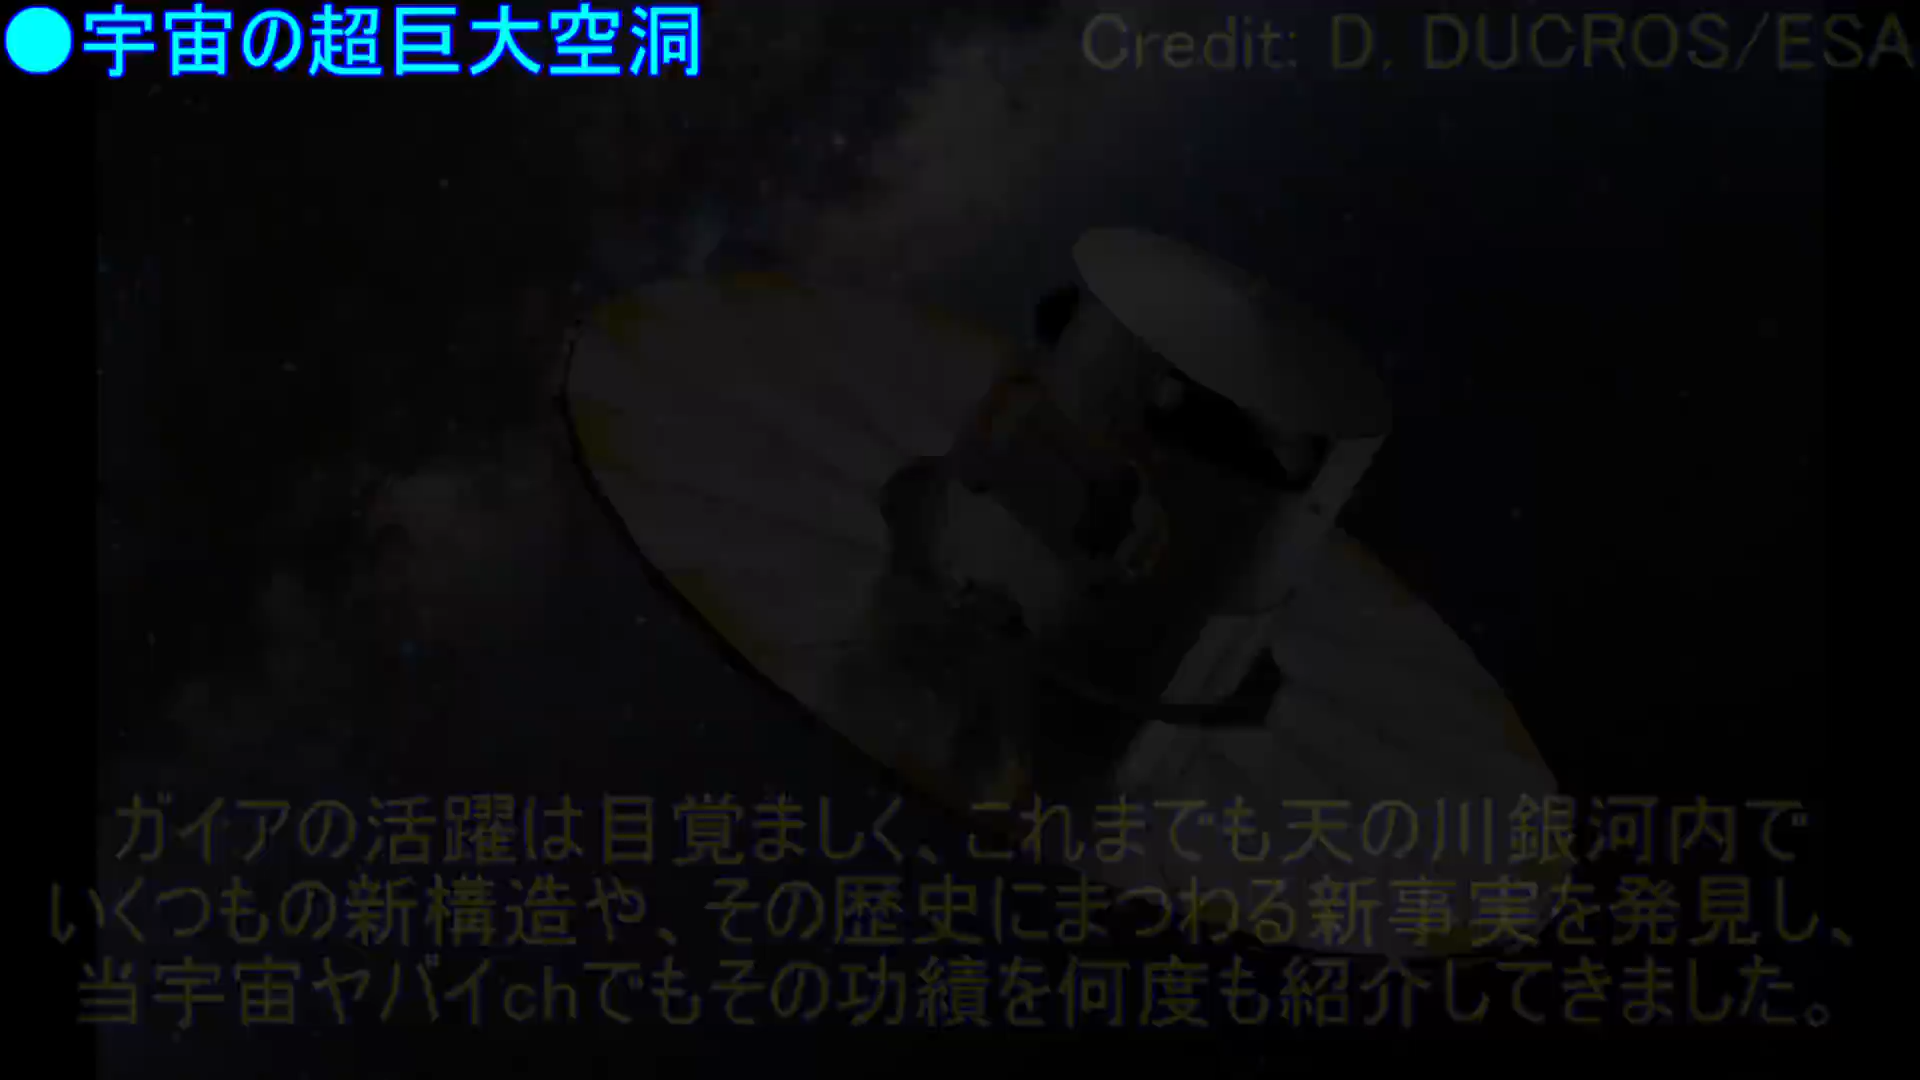 ●宇宙の超巨大空洞
Credit: D. DUCROS/ESA
ガイアの活躍は目覚ましく、これまでも天の川銀河内で
いくつもの新構造や、その歴史にまつわる新事実を発見し、
当宇宙ヤバイchでもその功績を何度も紹介してきました。